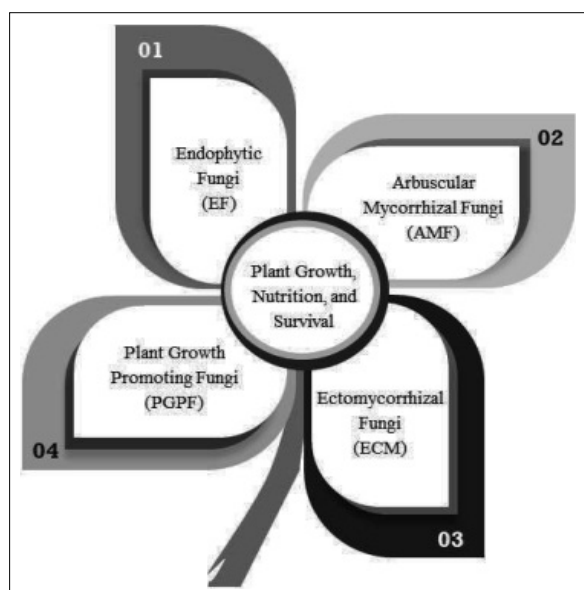 01
Endophytic
Fungi
(EF)
02
Arbuscular
Mycorrhizal Fungi
(AMF)
Plant Growth,
Nutrition, and
Survival
Plant Growth
Promoting Fungi
(PGPF)
04
Ectomycorrhizal
Fungi
(ECM)
03